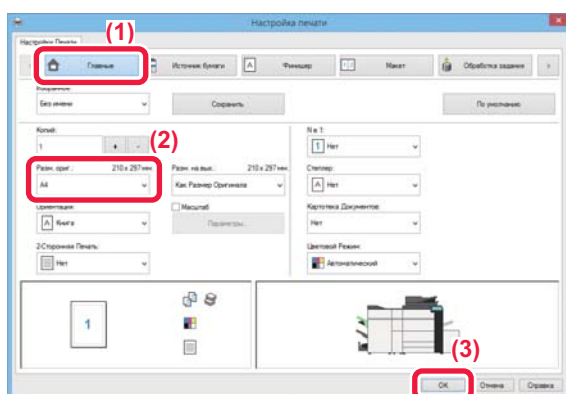 Настройка печати
Настройки Печати
(1)
Главные
Источник бумаги
Финишер
Макет
Обработка задания
Избранное:
Без имени
Сохранить
По умолчанию
Копий:
N в 1:
1
+
-
(2)
1
Нет
Разм. ориг.:
210 x 297 мм.
Разм. на вых.:
210 x 297 мм.
Степлер:
A4
Как Размер Оригинала
Нет
Ориентация:
Масштаб
Картотека Документов:
Книга
Параметры...
Нет
2-Сторонняя Печать:
Цветовой Режим:
Нет
Автоматический
1
(3)
OK
Отмена
Справка